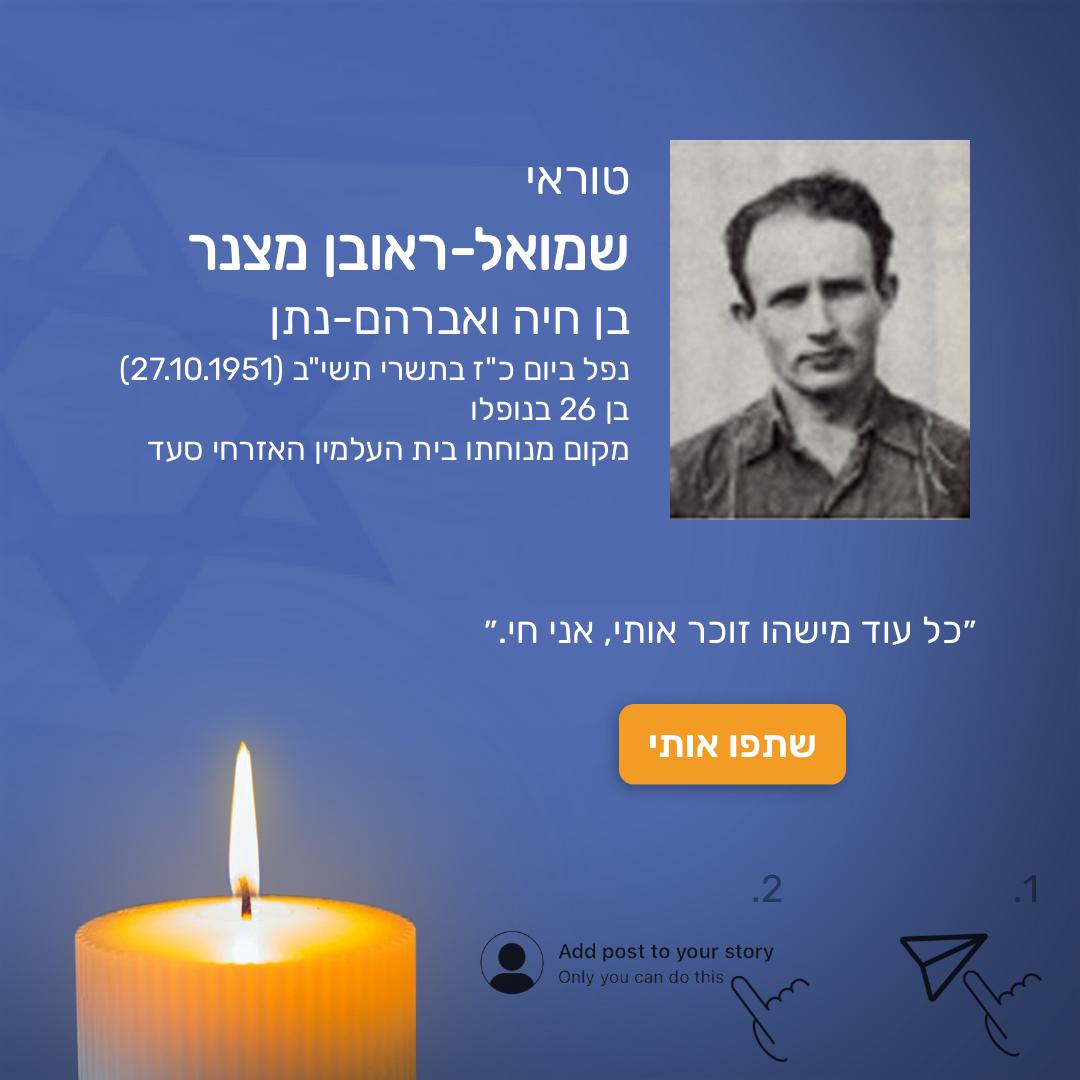 טוראי
שמואל-ראובן מצנר
בן חיה ואברהם-נתן
נפל ביום כ"ז בתשרי תשי"ב (27.10.1951)
בן 26 בנופלו
מקום מנוחתו בית העלמין האזרחי סעד
״כל עוד מישהו זוכר אותי, אני חי.״
שתפו אותי
1.
2.
Add post to your story
Only you can do this